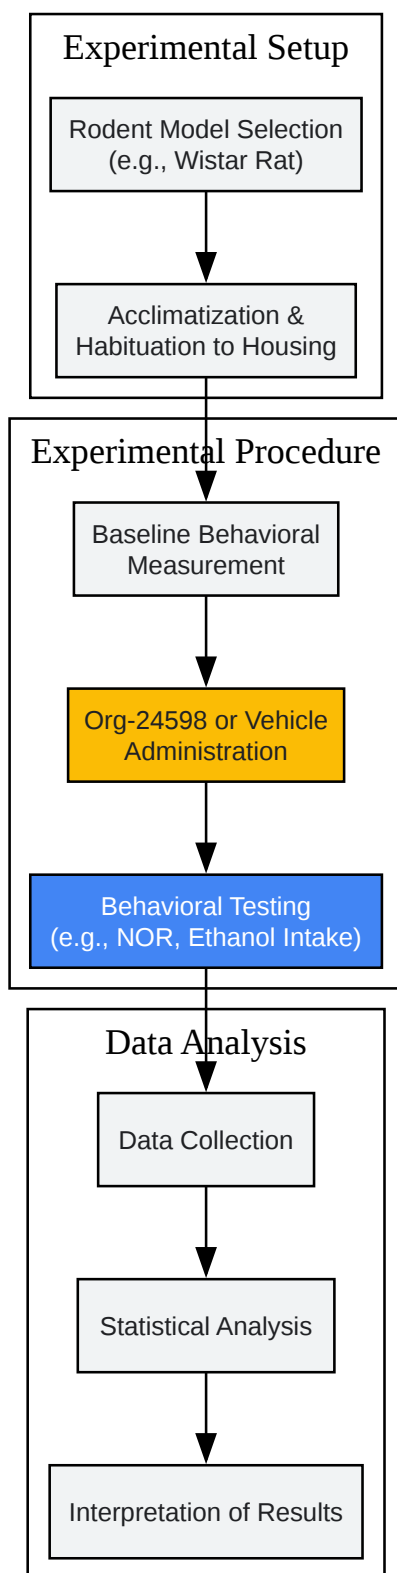 Experimental Setup
Rodent Model Selection
(e.g., Wistar Rat)
Acclimatization &
Habituation to Housing
Experimental Procedure
Baseline Behavioral
Measurement
Org-24598 or Vehicle
Administration
Behavioral Testing
(e.g., NOR, Ethanol Intake)
Data Analysis
Data Collection
Statistical Analysis
Interpretation of Results